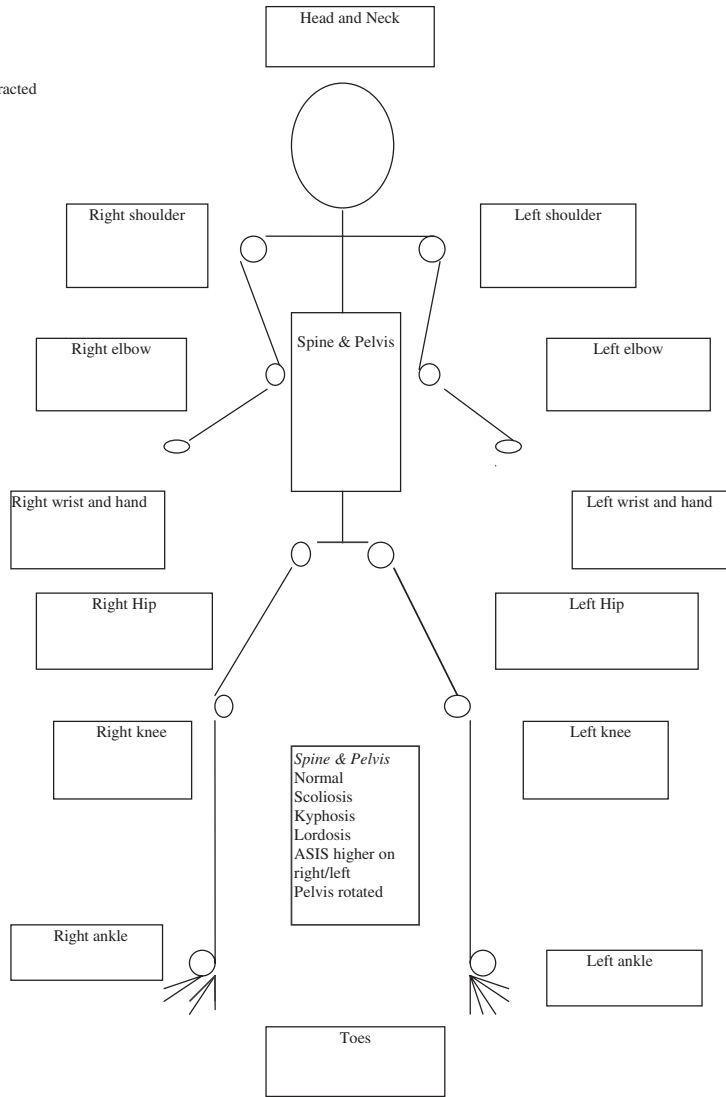 Head and Neck
racted
Right shoulder
Left shoulder
Right elbow
Spine & Pelvis
Left elbow
Right wrist and hand
Left wrist and hand
Right Hip
Left Hip
Right knee
Left knee
Spine & Pelvis
Normal
Scoliosis
Kyphosis
Lordosis
ASIS higher on
right/left
Pelvis rotated
Right ankle
Left ankle
Toes